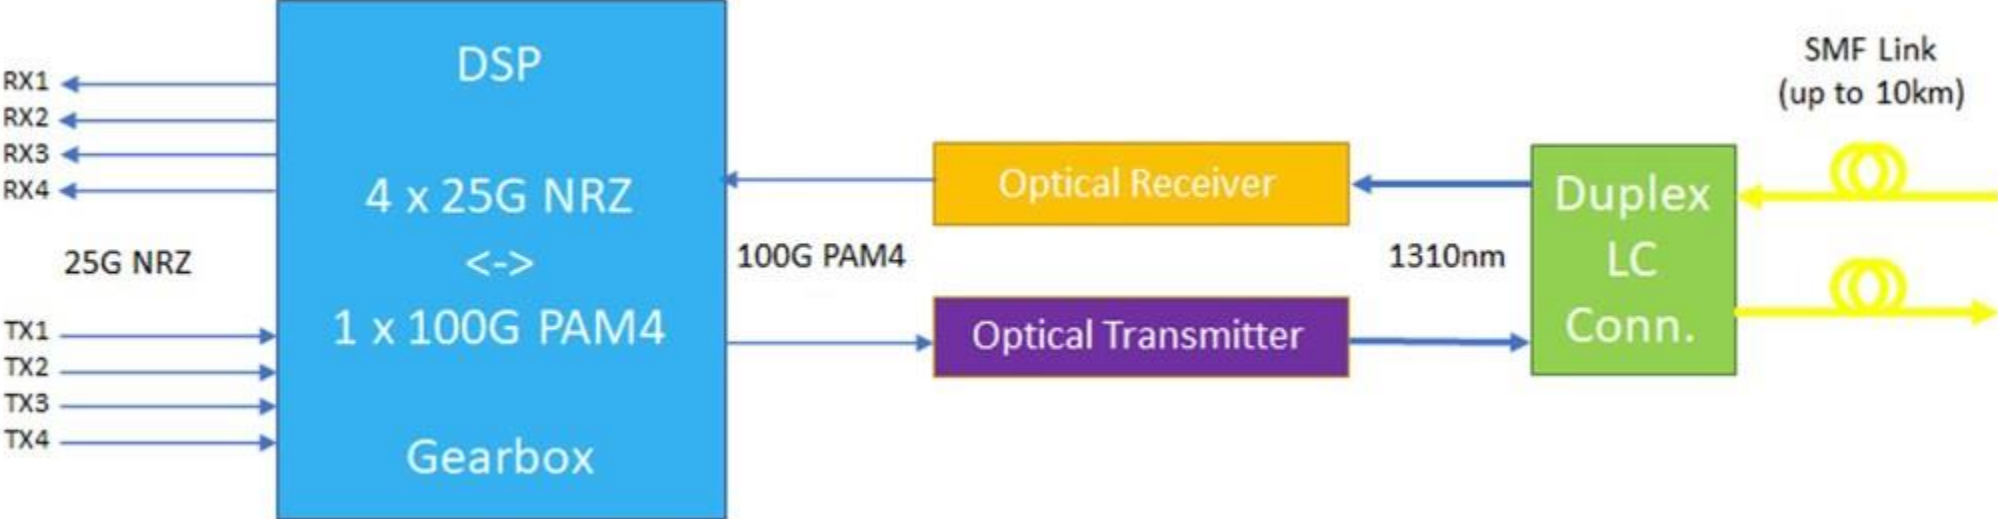 RX1
RX2
RX3
RX4
25G NRZ
TX1
TX2
TX3
TX4
DSP
4 x 25G NRZ
<->
1 x 100G PAM4
Gearbox
100G PAM4
Optical Receiver
Optical Transmitter
1310nm
Duplex
LC
Conn.
SMF Link
(up to 10km)